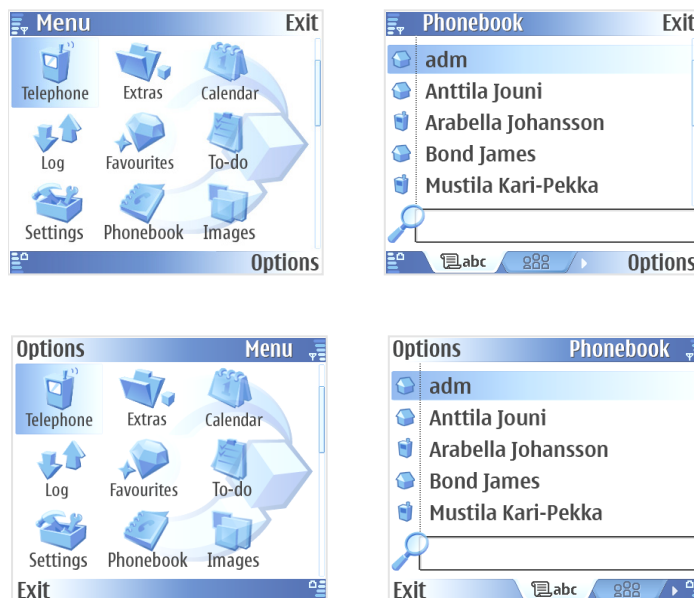 Menu Exit
Telephone Extras Calendar
Log Favourites To-do
Settings Phonebook Images
Options
Phonebook Exit
adm
Anttila Jouni
Arabella Johansson
Bond James
Mustila Kari-Pekka
abc Options
Options Menu
Telephone Extras Calendar
Log Favourites To-do
Settings Phonebook Images
Exit
Options Phonebook
adm
Anttila Jouni
Arabella Johansson
Bond James
Mustila Kari-Pekka
Exit abc